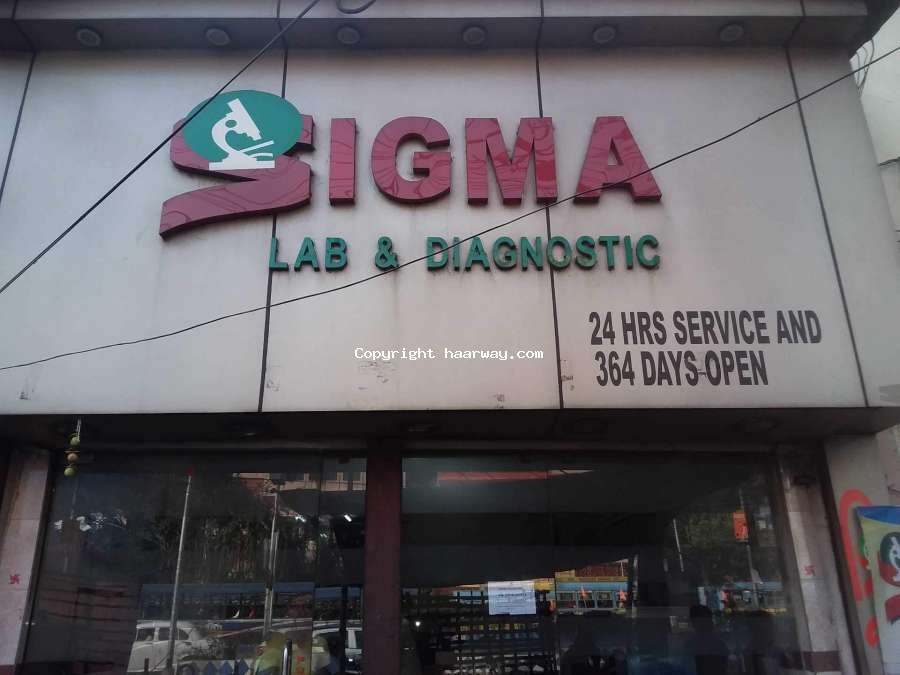 SIGMA
LAB & DIAGNOSTIC
24 HRS SERVICE AND
364 DAYS OPEN
Copyright haarway.com